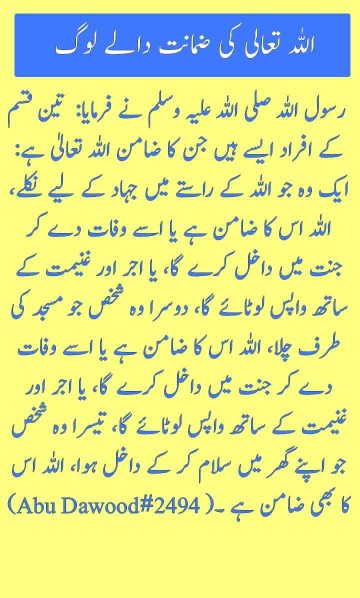 اللہ تعالی کی ضمانت والے لوگ
رسول اللہ صلی اللہ علیہ وسلم نے فرمایا: تین قسم
کے افراد ایسے ہیں جن کا ضامن اللہ تعالیٰ ہے:
ایک وہ جو اللہ کے راستے میں جہاد کے لیے نکلے،
اللہ اس کا ضامن ہے یا اسے وفات دے کر
جنت میں داخل کرے گا، یا اجر اور غنیمت کے
ساتھ واپس لوٹائے گا، دوسرا وہ شخص جو مسجد کی
طرف چلا، اللہ اس کا ضامن ہے یا اسے وفات
دے کر جنت میں داخل کرے گا، یا اجر اور
غنیمت کے ساتھ واپس لوٹائے گا، تیسرا وہ شخص
جو اپنے گھر میں سلام کر کے داخل ہوا، اللہ اس
کا بھی ضامن ہے ۔( Abu Dawood#2494)